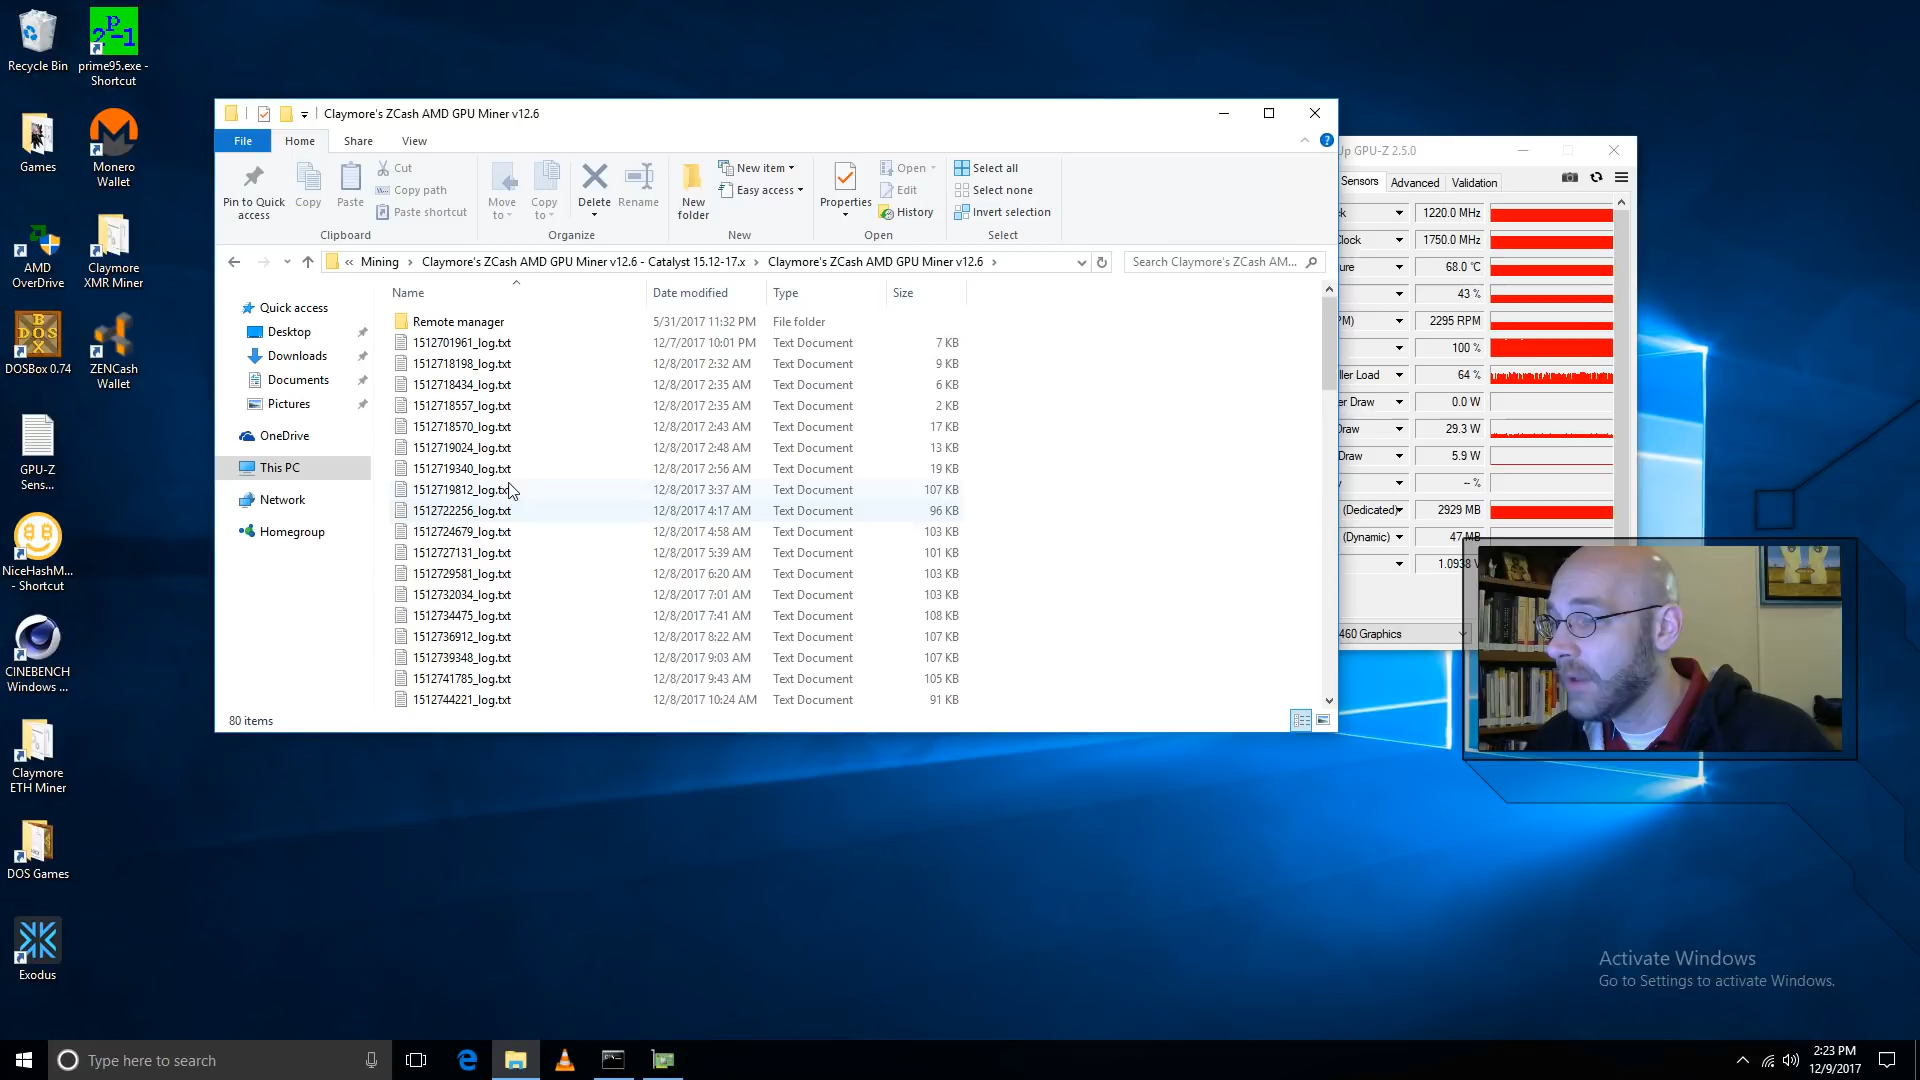 Recycle Bin
prime95.exe -
Shortcut
Games
Monero
Wallet
AMD
OverDrive
Claymore
XMR Miner
DOSBox 0.74
ZENCash
Wallet
GPU-Z
Sens...
NiceHashM...
- Shortcut
CINEBENCH
Windows ...
Claymore
ETH Miner
DOS Games
Exodus
Claymore's ZCash AMD GPU Miner v12.6
File Home Share View
Pin to Quick
access
Copy
Paste
Cut
Copy path
Paste shortcut
Clipboard
Move
to
Copy
to
Delete
Rename
Organize
New
folder
New item
Easy access
New
Properties
Open
Edit
History
Open
Select all
Select none
Invert selection
Select
« Mining > Claymore's ZCash AMD GPU Miner v12.6 - Catalyst 15.12-17.x > Claymore's ZCash AMD GPU Miner v12.6 >
Search Claymore's ZCash AM...
Quick access
Desktop
Downloads
Documents
Pictures
OneDrive
This PC
Network
Homegroup
Name Date modified Type Size
Remote manager 5/31/2017 11:32 PM File folder
1512701961_log.txt 12/7/2017 10:01 PM Text Document 7 KB
1512718198_log.txt 12/8/2017 2:32 AM Text Document 9 KB
1512718434_log.txt 12/8/2017 2:35 AM Text Document 6 KB
1512718557_log.txt 12/8/2017 2:35 AM Text Document 2 KB
1512718570_log.txt 12/8/2017 2:43 AM Text Document 17 KB
1512719024_log.txt 12/8/2017 2:48 AM Text Document 13 KB
1512719340_log.txt 12/8/2017 2:56 AM Text Document 19 KB
1512719812_log.txt 12/8/2017 3:37 AM Text Document 107 KB
1512722256_log.txt 12/8/2017 4:17 AM Text Document 96 KB
1512724679_log.txt 12/8/2017 4:58 AM Text Document 103 KB
1512727131_log.txt 12/8/2017 5:39 AM Text Document 101 KB
1512729581_log.txt 12/8/2017 6:20 AM Text Document 103 KB
1512732034_log.txt 12/8/2017 7:01 AM Text Document 103 KB
1512734475_log.txt 12/8/2017 7:41 AM Text Document 108 KB
1512736912_log.txt 12/8/2017 8:22 AM Text Document 107 KB
1512739348_log.txt 12/8/2017 9:03 AM Text Document 107 KB
1512741785_log.txt 12/8/2017 9:43 AM Text Document 105 KB
1512744221_log.txt 12/8/2017 10:24 AM Text Document 91 KB
80 items
Up GPU-Z 2.5.0
Sensors Advanced Validation
1220.0 MHz
lock 1750.0 MHz
ure 68.0 °C
43 %
PM) 2295 RPM
100 %
ller Load 64 %
er Draw 0.0 W
Draw 29.3 W
Draw 5.9 W
-- %
(Dedicated) 2929 MB
(Dynamic) 47 MB
1.0938 V
460 Graphics
Activate Windows
Go to Settings to activate Windows.
Type here to search
2:23 PM
12/9/2017